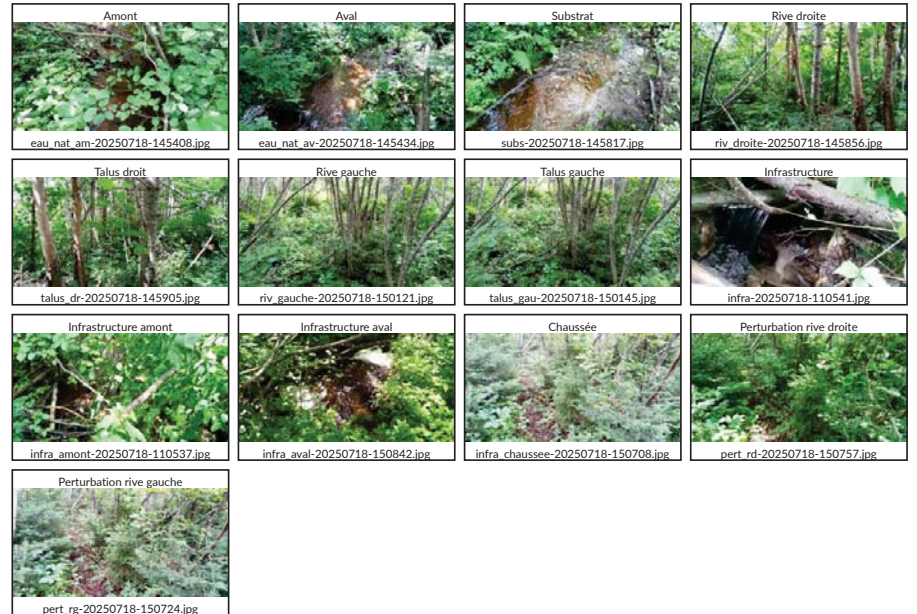 Amont
Aval
Substrat
Rive droite
eau_nat_am-20250718-145408.jpg
eau_nat_av-20250718-145434.jpg
subs-20250718-145817.jpg
riv_droite-20250718-145856.jpg
Talus droit
Rive gauche
Talus gauche
Infrastructure
talus_dr-20250718-145905.jpg
riv_gauche-20250718-150121.jpg
talus_gau-20250718-150145.jpg
infra-20250718-110541.jpg
Infrastructure amont
Infrastructure aval
Chaussée
Perturbation rive droite
infra_amont-20250718-110537.jpg
infra_aval-20250718-150842.jpg
infra_chaussee-20250718-150708.jpg
pert_rd-20250718-150757.jpg
Perturbation rive gauche
pert_rg-20250718-150724.jpg